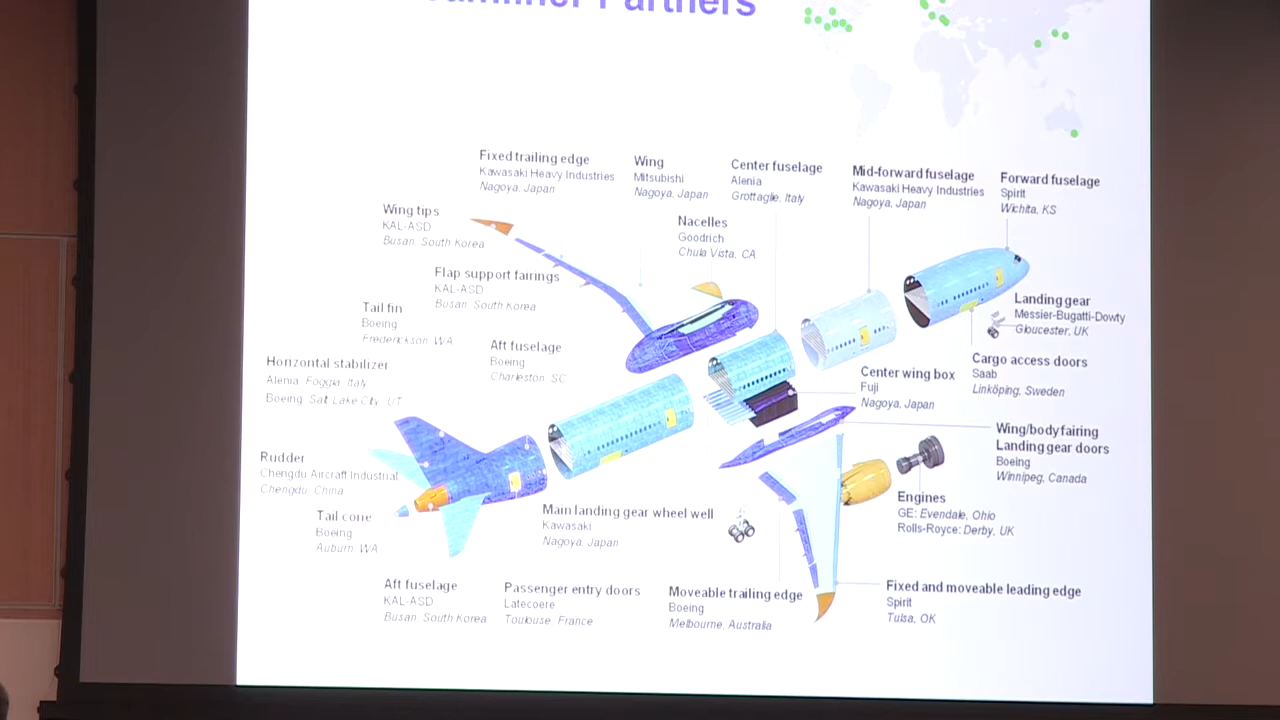 Partners
Fixed trailing edge
Kawasaki Heavy Industries
Nagoya, Japan
Wing
Mitsubishi
Nagoya, Japan
Center fuselage
Alenia
Grottaglie, Italy
Mid-forward fuselage
Kawasaki Heavy Industries
Nagoya, Japan
Forward fuselage
Spirit
Wichita, KS
Wing tips
KAL-ASD
Busan, South Korea
Nacelles
Goodrich
Chula Vista, CA
Flap support fairings
KAL-ASD
Busan, South Korea
Tail fin
Boeing
Frederickson, WA
Landing gear
Messier-Bugatti-Dowty
Gloucester, UK
Horizontal stabilizer
Alenia: Foggia, Italy
Boeing: Salt Lake City, UT
Aft fuselage
Boeing
Charleston, SC
Center wing box
Fuji
Nagoya, Japan
Cargo access doors
Saab
Linköping, Sweden
Wing/body fairing
Landing gear doors
Boeing
Winnipeg, Canada
Rudder
Chengdu Aircraft Industrial
Chengdu, China
Tail cone
Boeing
Auburn, WA
Main landing gear wheel well
Kawasaki
Nagoya, Japan
Engines
GE: Evendale, Ohio
Rolls-Royce: Derby, UK
Aft fuselage
KAL-ASD
Busan, South Korea
Passenger entry doors
Latecoere
Toulouse, France
Moveable trailing edge
Boeing
Melbourne, Australia
Fixed and moveable leading edge
Spirit
Tulsa, OK